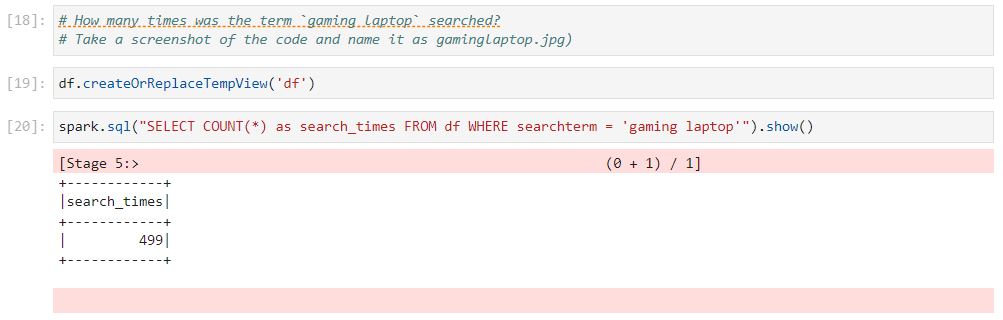 [18]: # How many times was the term `gaming laptop` searched?
# Take a screenshot of the code and name it as gaminglaptop.jpg)
[19]: df.createOrReplaceTempView('df')
[20]: spark.sql("SELECT COUNT(*) as search_times FROM df WHERE searchterm = 'gaming laptop'").show()
[Stage 5:> (0 + 1) / 1]
+------------+
|search_times|
+------------+
|         499|
+------------+